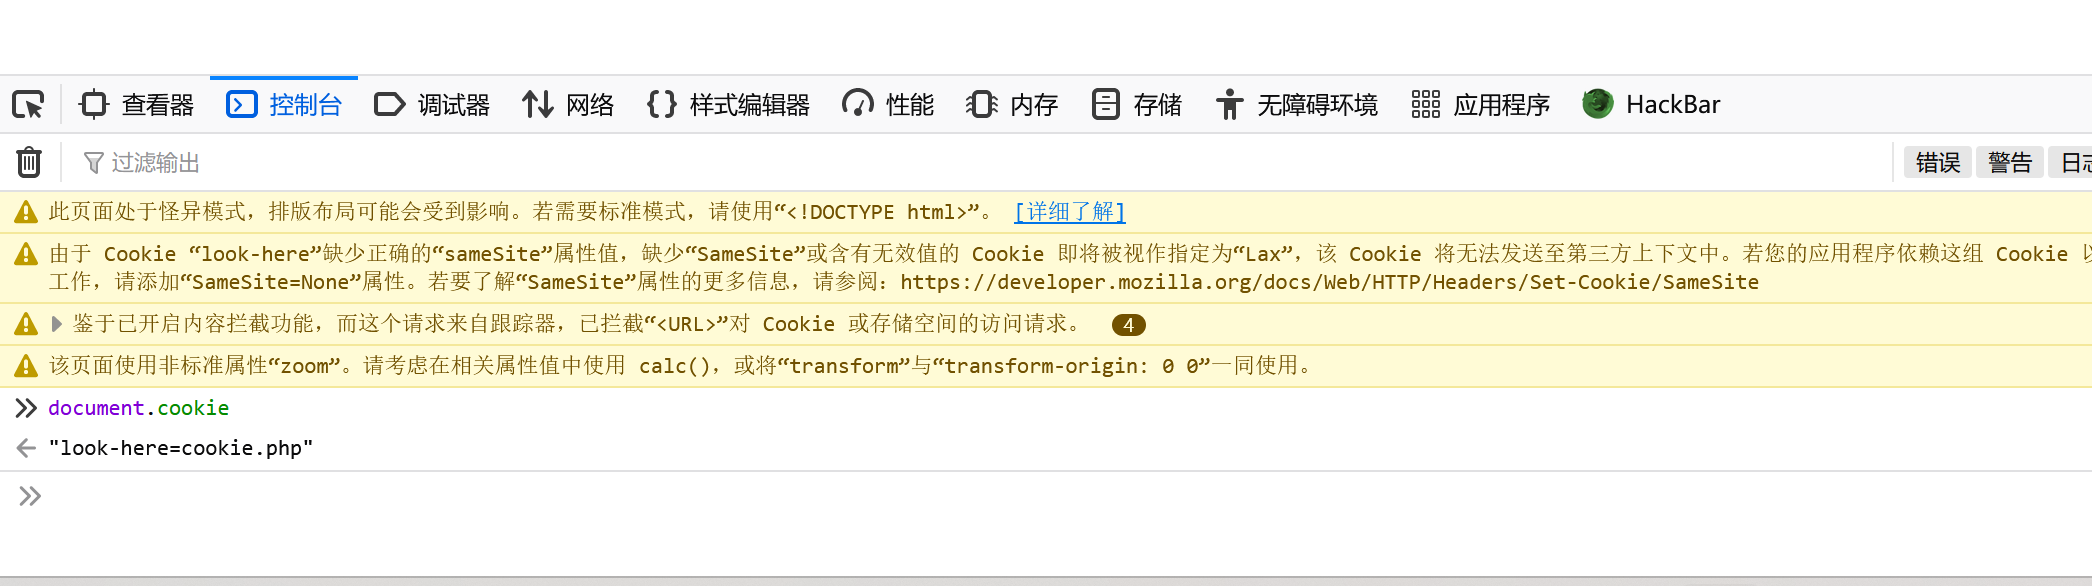 查看器 控制台 调试器 网络 样式编辑器 性能 内存 存储 无障碍环境 应用程序 HackBar
过滤输出 错误 警告 日志
此页面处于怪异模式，排版布局可能会受到影响。若需要标准模式，请使用“<!DOCTYPE html>”。 [详细了解]
由于 Cookie “look-here”缺少正确的“sameSite”属性值，缺少“SameSite”或含有无效值的 Cookie 即将被视作指定为“Lax”，该 Cookie 将无法发送至第三方上下文中。若您的应用程序依赖这组 Cookie 以
工作，请添加“SameSite=None”属性。若要了解“SameSite”属性的更多信息，请参阅：https://developer.mozilla.org/docs/Web/HTTP/Headers/Set-Cookie/SameSite
鉴于已开启内容拦截功能，而这个请求来自跟踪器，已拦截“<URL>”对 Cookie 或存储空间的访问请求。 4
该页面使用非标准属性“zoom”。请考虑在相关属性值中使用 calc()，或将“transform”与“transform-origin: 0 0”一同使用。
document.cookie
"look-here=cookie.php"